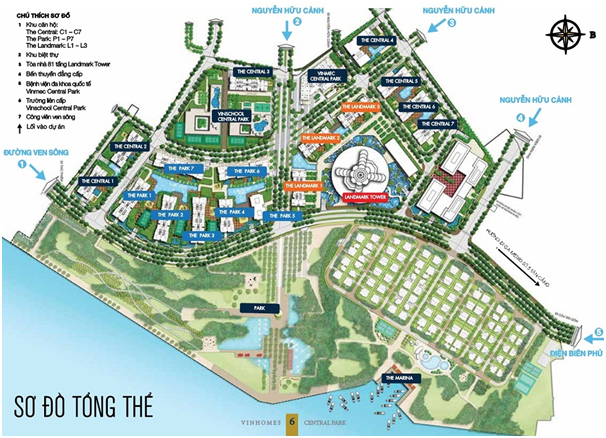 CHÚ THÍCH SƠ ĐỒ
1 Khu căn hộ:
The Central: C1 – C7
The Park: P1 – P7
The Landmark: L1 – L3
2 Khu biệt thự
3 Tòa nhà 81 tầng Landmark Tower
4 Bến thuyền đẳng cấp
5 Bệnh viện đa khoa quốc tế
Vinmec Central Park
6 Trường liên cấp
Vinschool Central Park
7 Công viên ven sông
Lối vào dự án
NGUYỄN HỮU CẢNH
2
NGUYỄN HỮU CẢNH
3
B
NGUYỄN HỮU CẢNH
4
ĐƯỜNG VEN SÔNG
1
THE CENTRAL 3
VINMEC
CENTRAL PARK
THE CENTRAL 4
THE CENTRAL 5
THE CENTRAL 6
THE CENTRAL 7
VINSCHOOL
CENTRAL PARK
THE LANDMARK 3
THE LANDMARK 2
THE LANDMARK 1
LANDMARK TOWER
THE CENTRAL 2
THE CENTRAL 1
THE PARK 7
THE PARK 6
THE PARK 1
THE PARK 2
THE PARK 4
THE PARK 5
THE PARK 3
PARK
THE MARINA
5
ĐIỆN BIÊN PHỦ
SƠ ĐỒ TỔNG THỂ
VINHOMES 6 CENTRAL PARK